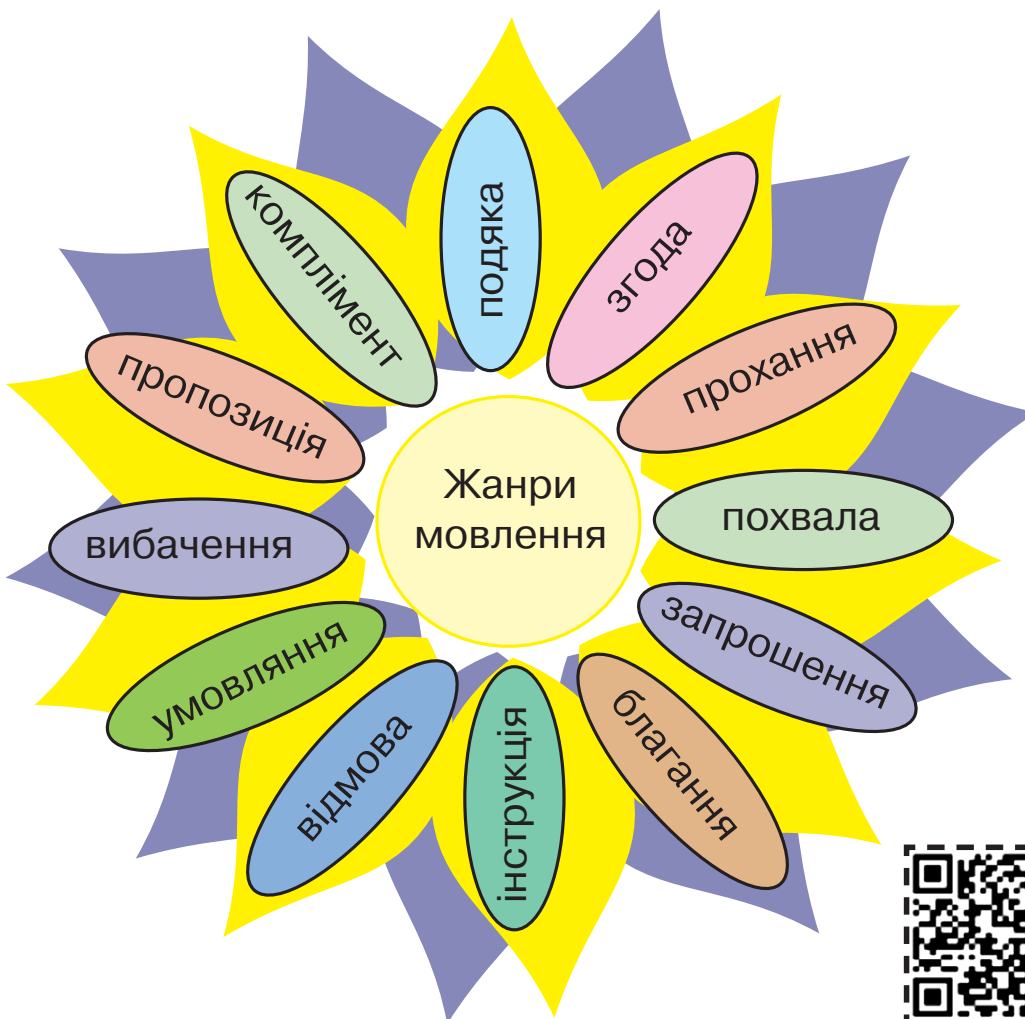 Жанри
мовлення
подяка
згода
прохання
похвала
запрошення
благання
інструкція
відмова
умовляння
вибачення
пропозиція
комплімент